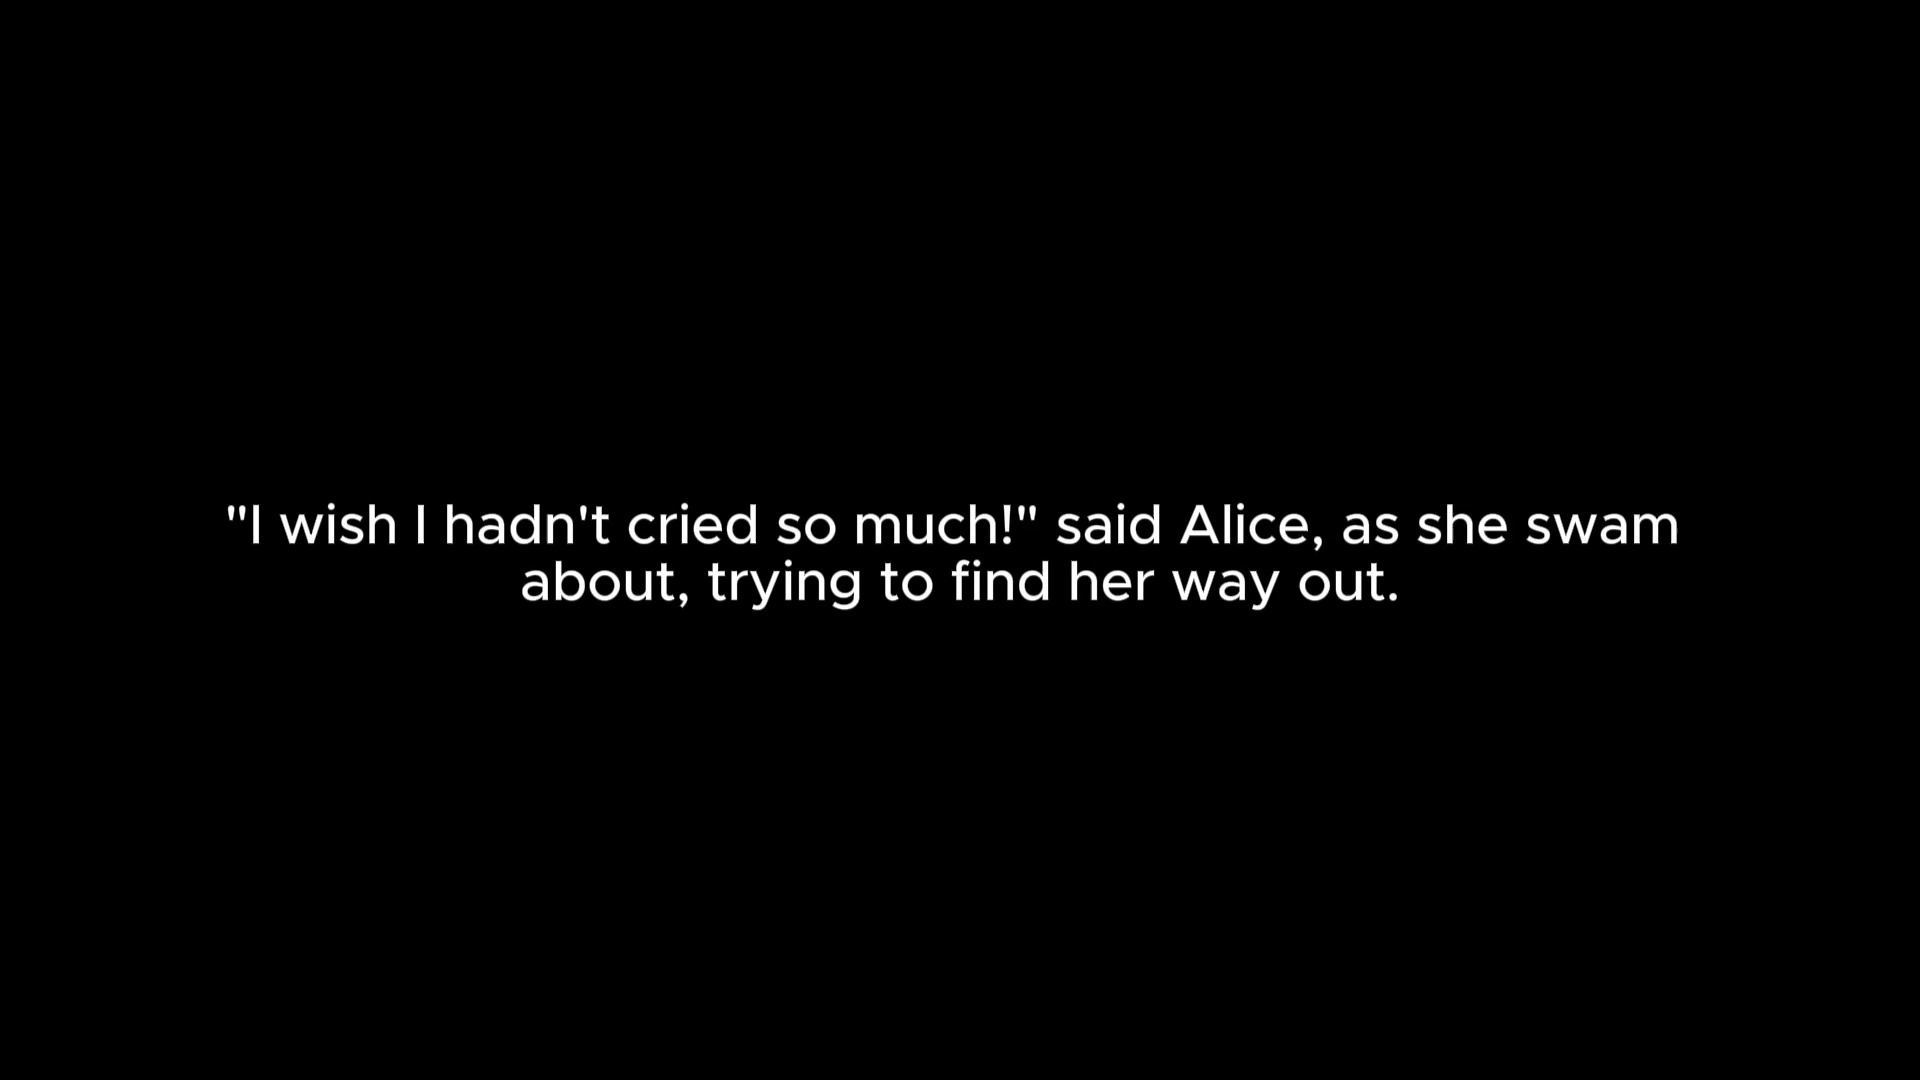 "I wish I hadn't cried so much!" said Alice, as she swam
about, trying to find her way out.